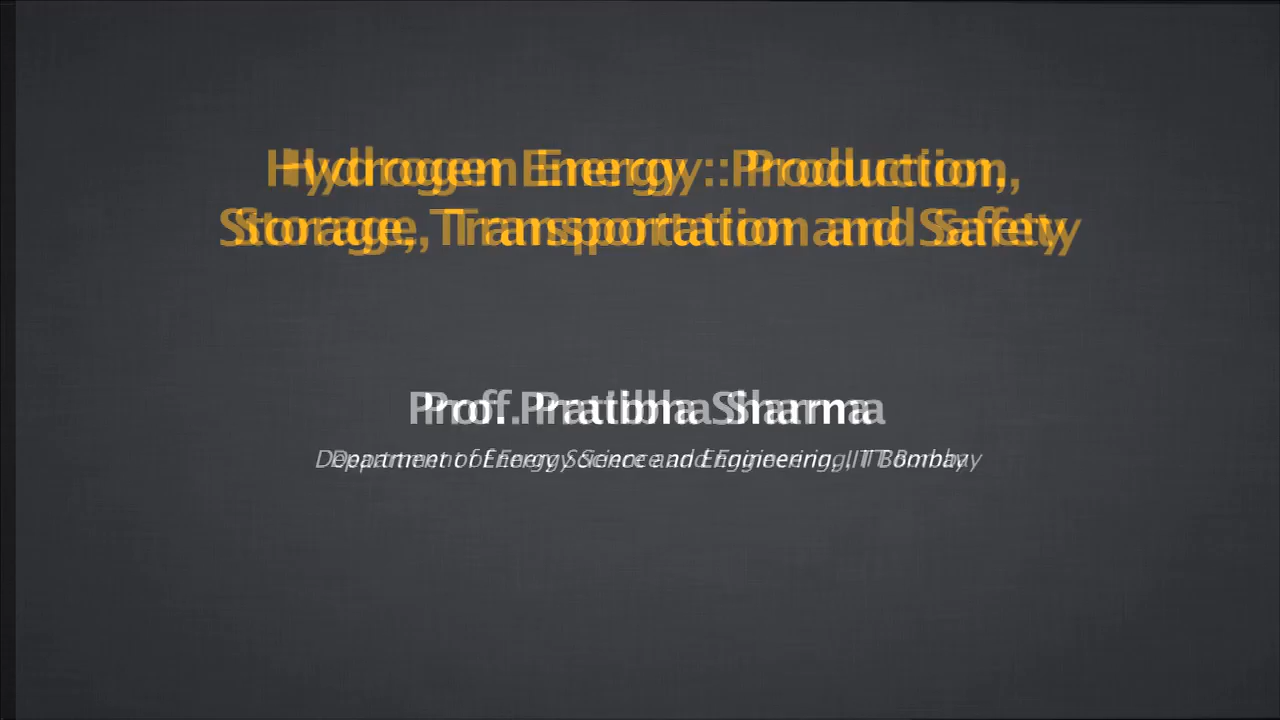 Hydrogen Energy: Production,
Storage, Transportation and Safety
Prof. Pratibha Sharma
Department of Energy Science and Engineering, IIT Bombay